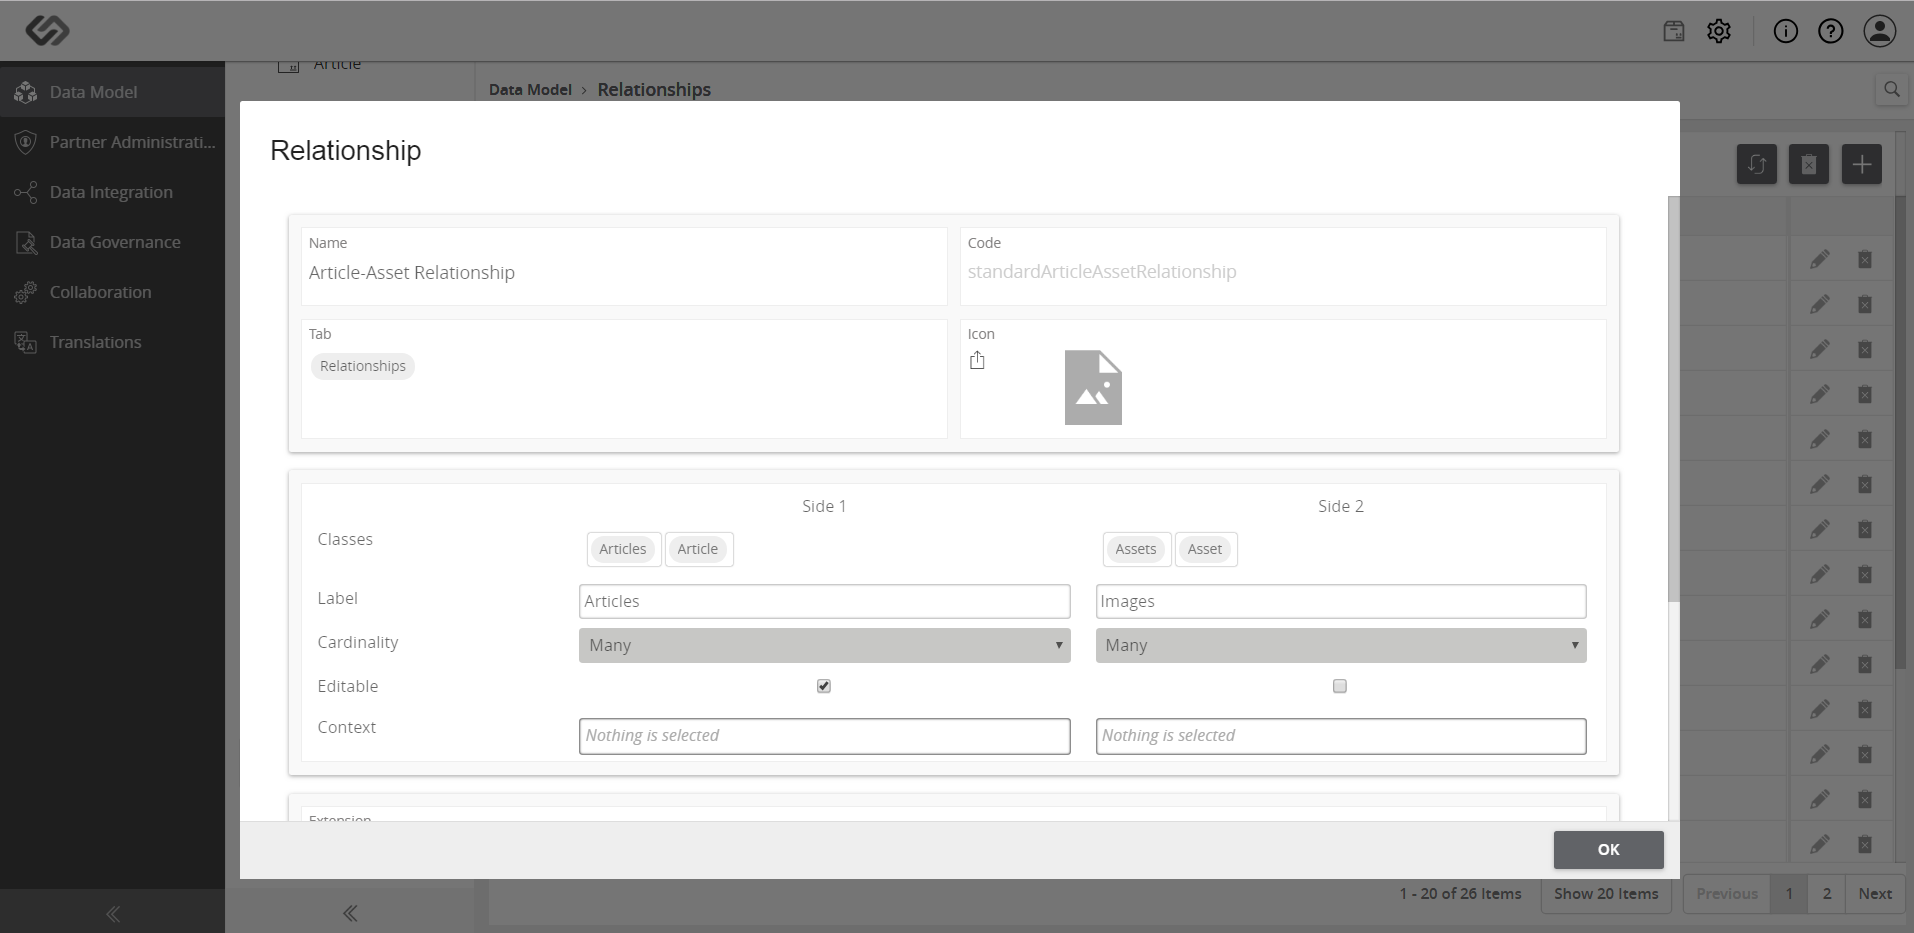 Article
Data Model
Partner Administrati...
Data Integration
Data Governance
Collaboration
Translations
Data Model › Relationships
Relationship
Name
Article-Asset Relationship
Code
standardArticleAssetRelationship
Tab
Relationships
Icon
Side 1 Side 2
Classes Articles Article Assets Asset
Label Articles Images
Cardinality Many Many
Editable
Context Nothing is selected Nothing is selected
Extension
OK
1 - 20 of 26 Items Show 20 Items Previous 1 2 Next